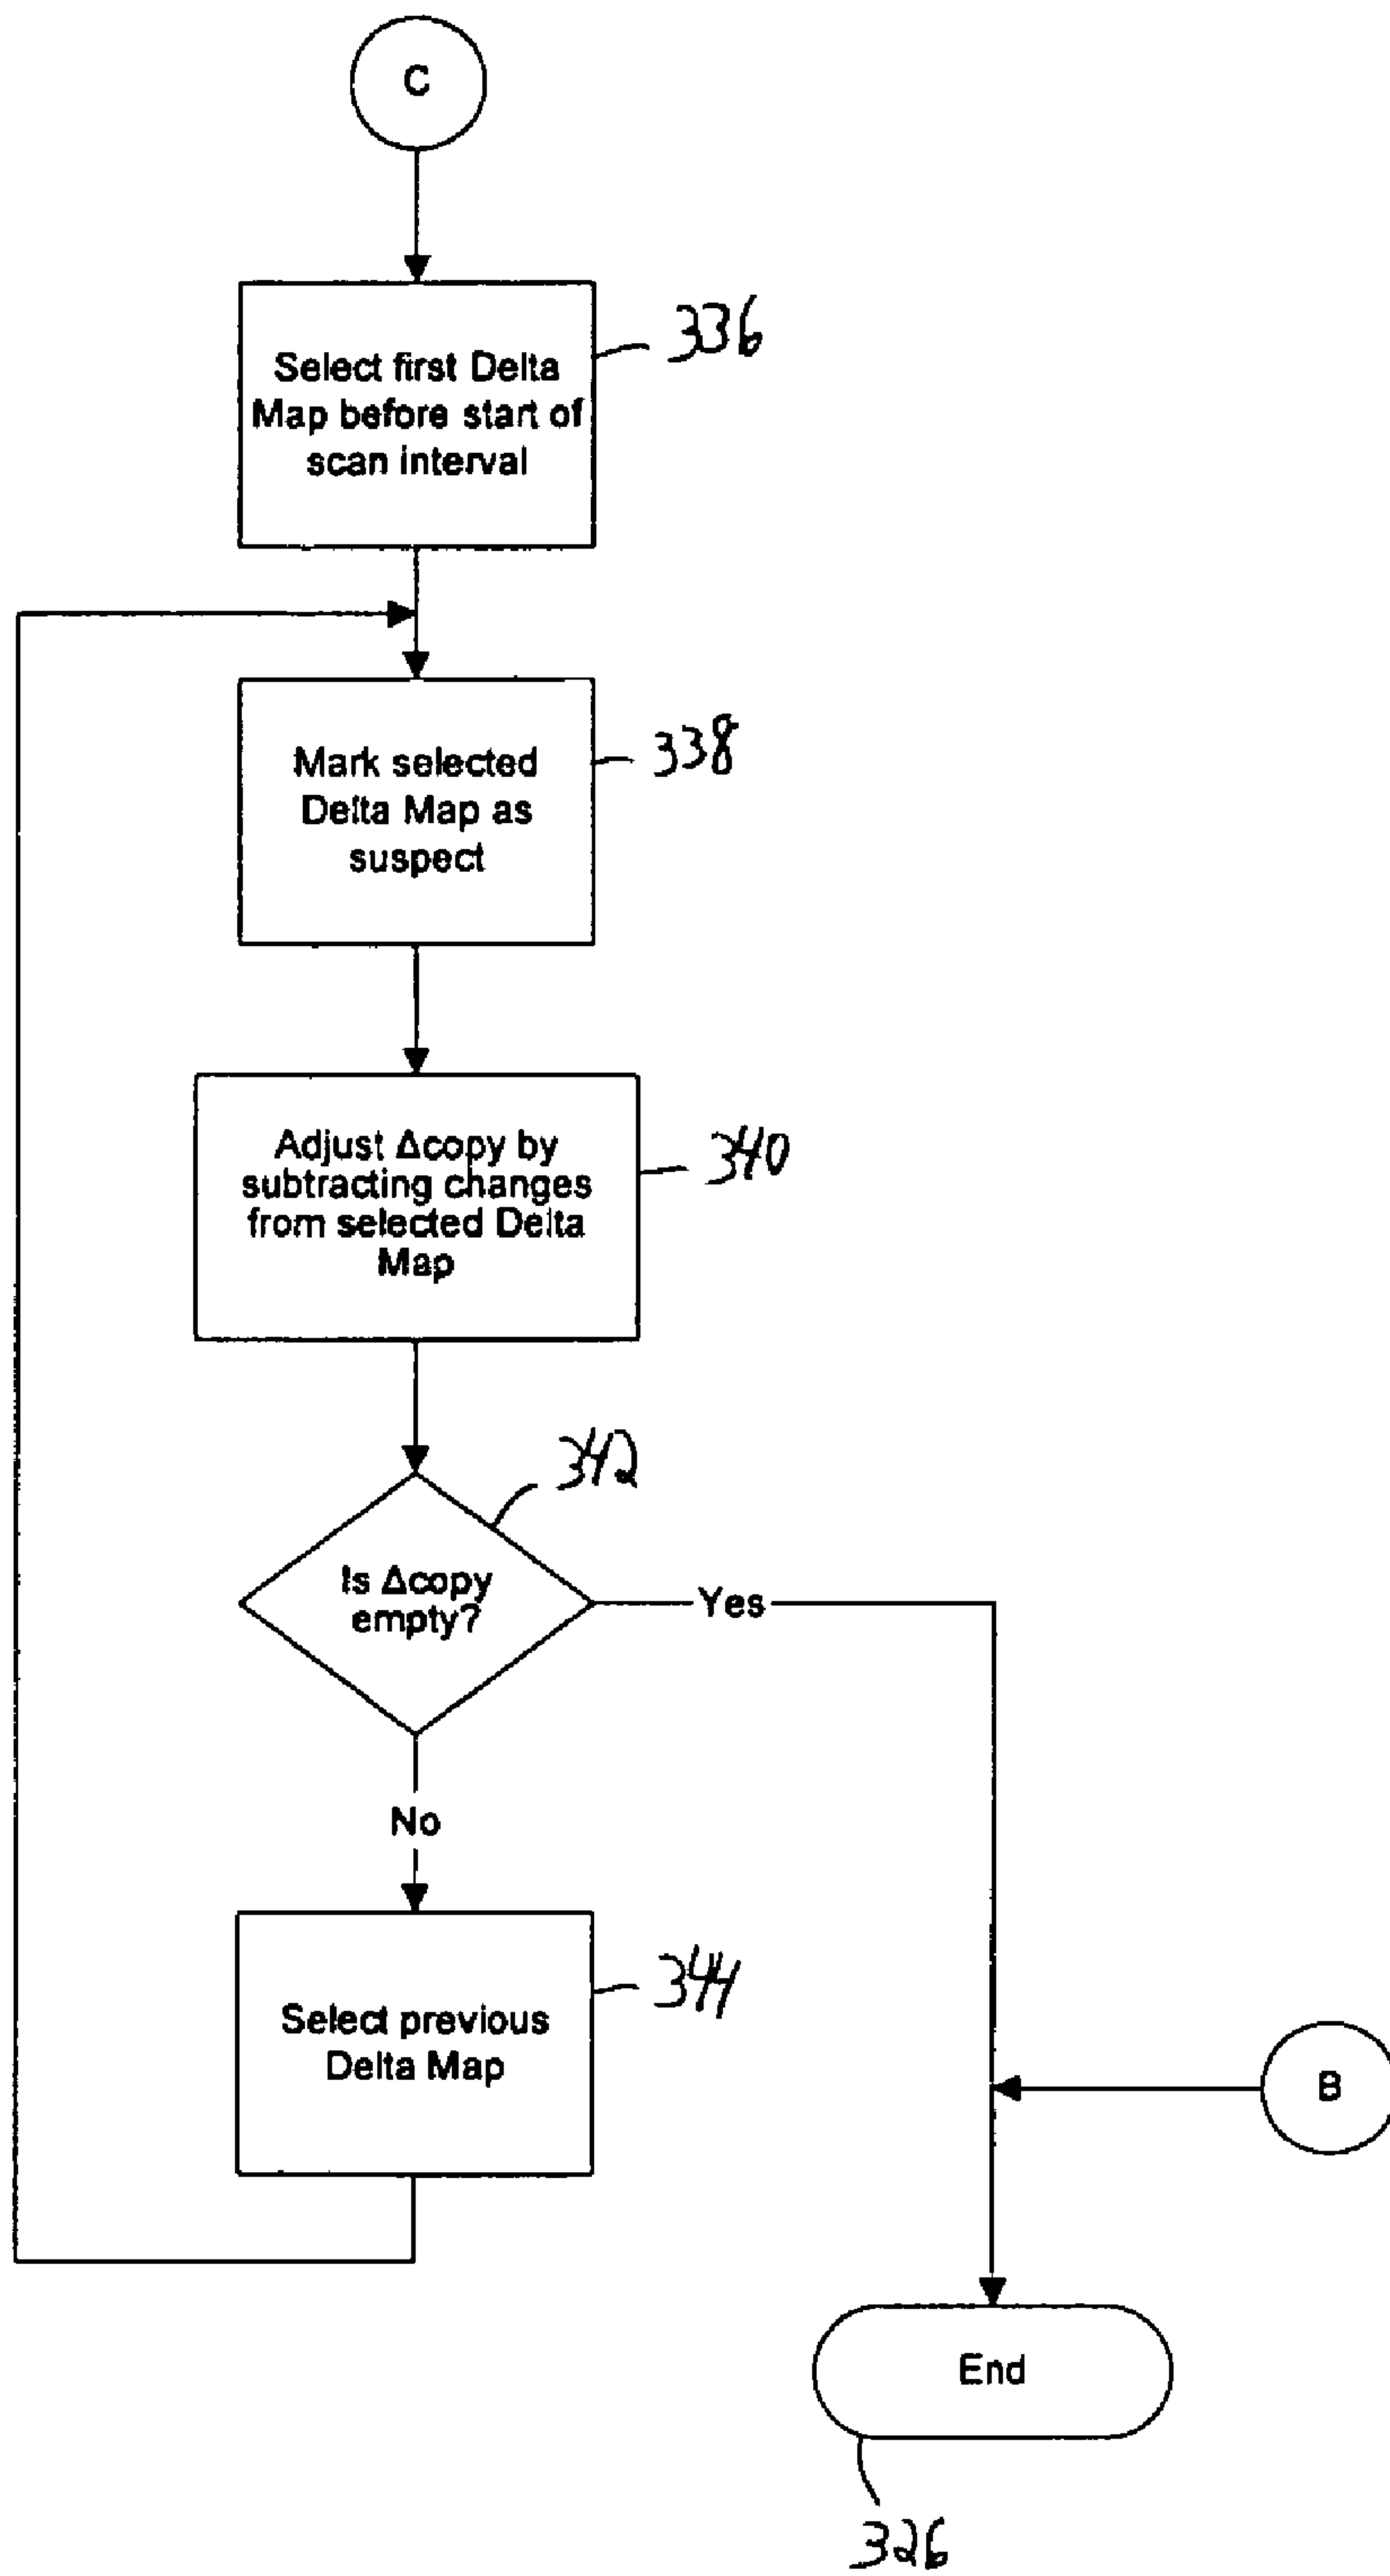 C
Select first Delta
Map before start of
scan interval
336
Mark selected
Delta Map as
suspect
338
Adjust Δcopy by
subtracting changes
from selected Delta
Map
340
342
Is Δcopy
empty?
Yes
No
Select previous
Delta Map
344
B
End
326